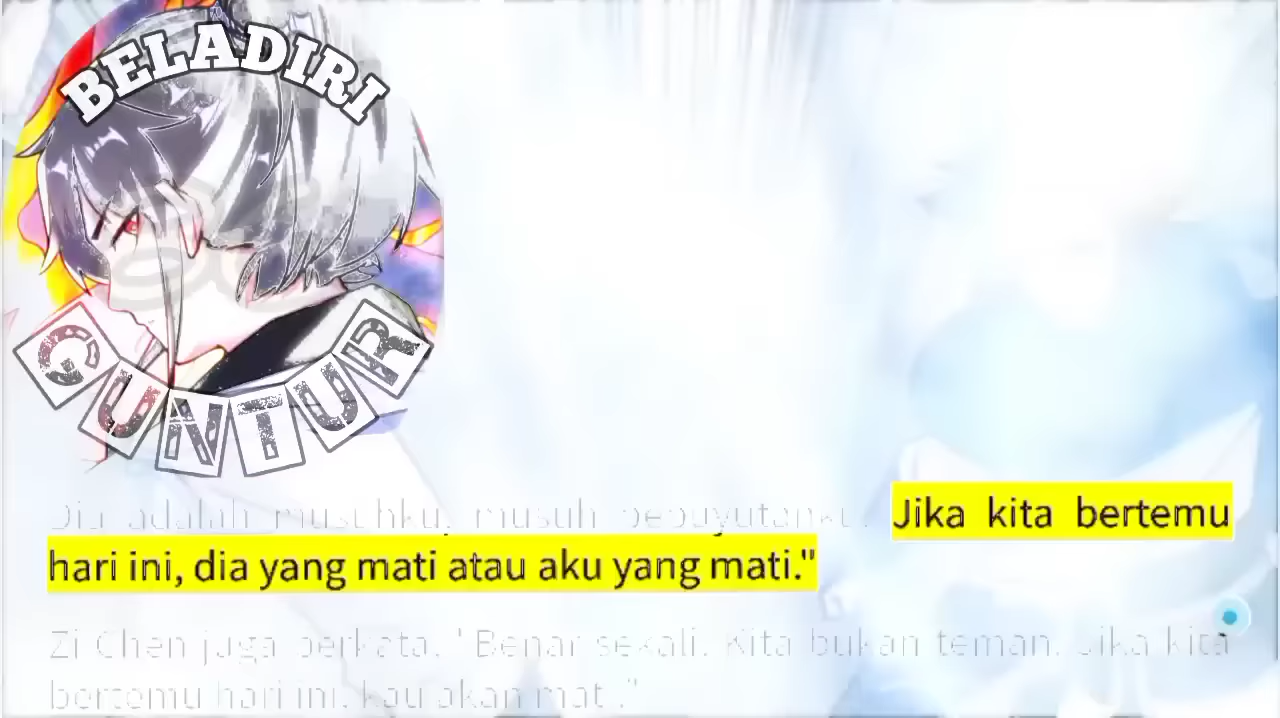 BELADIRI
GUNTUR
Dia adalah musuhku, musuh bebuyutanku. Jika kita bertemu
hari ini, dia yang mati atau aku yang mati."
Zi Chen juga berkata, "Benar sekali. Kita bukan teman. Jika kita
bertemu hari ini, kau akan mati."